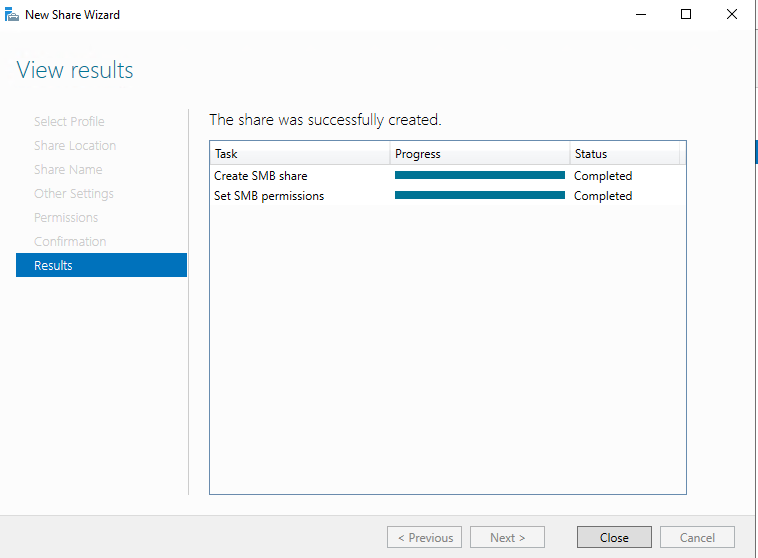 New Share Wizard
View results
Select Profile
Share Location
Share Name
Other Settings
Permissions
Confirmation
Results
The share was successfully created.
Task Progress Status
Create SMB share Completed
Set SMB permissions Completed
< Previous Next > Close Cancel